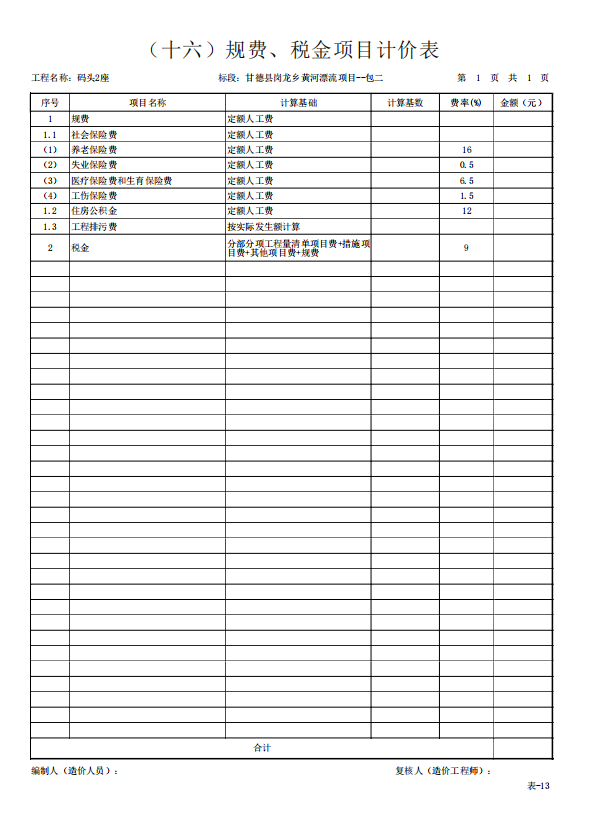 （十六）规费、税金项目计价表
工程名称：码头2座 标段：甘德县岗龙乡黄河漂流项目--包二 第 1 页 共 1 页
序号 项目名称 计算基础 计算基数 费率(%) 金额（元）
1 规费 定额人工费
1.1 社会保险费 定额人工费
（1） 养老保险费 定额人工费 16
（2） 失业保险费 定额人工费 0.5
（3） 医疗保险费和生育保险费 定额人工费 6.5
（4） 工伤保险费 定额人工费 1.5
1.2 住房公积金 定额人工费 12
1.3 工程排污费 按实际发生额计算
2 税金 分部分项工程量清单项目费+措施项 9
目费+其他项目费+规费
合计
编制人（造价人员）： 复核人（造价工程师）：
表-13